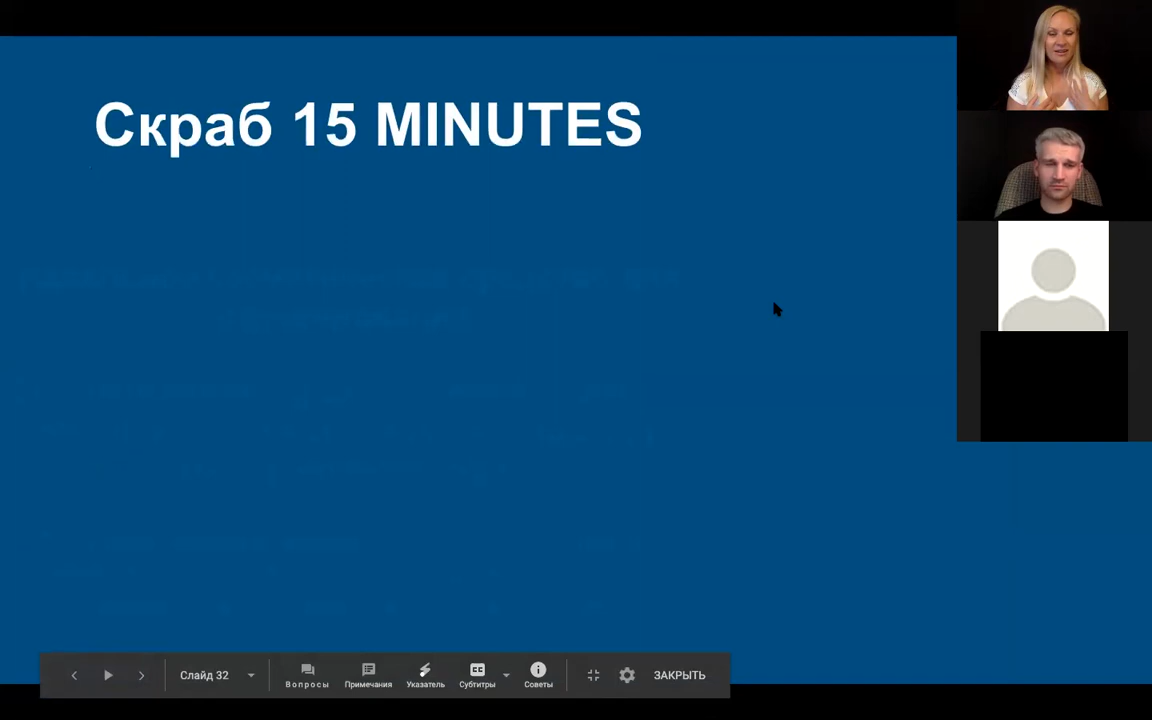 Скраб 15 MINUTES
Слайд 32
Вопросы
Примечания
Указатель
Субтитры
Советы
ЗАКРЫТЬ